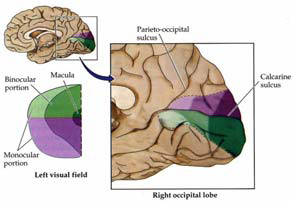 Parieto-occipital
sulcus
Calcarine
sulcus
Binocular
portion
Macula
Monocular
portion
Left visual field
Right occipital lobe